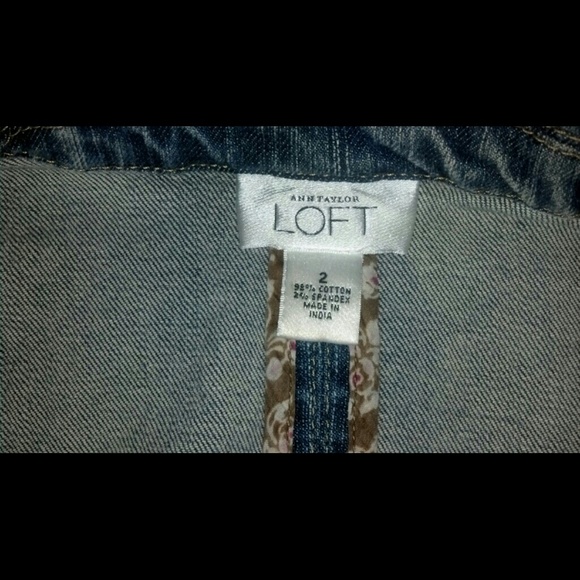 ANN TAYLOR
LOFT
2
98% COTTON
2% SPANDEX
MADE IN
INDIA